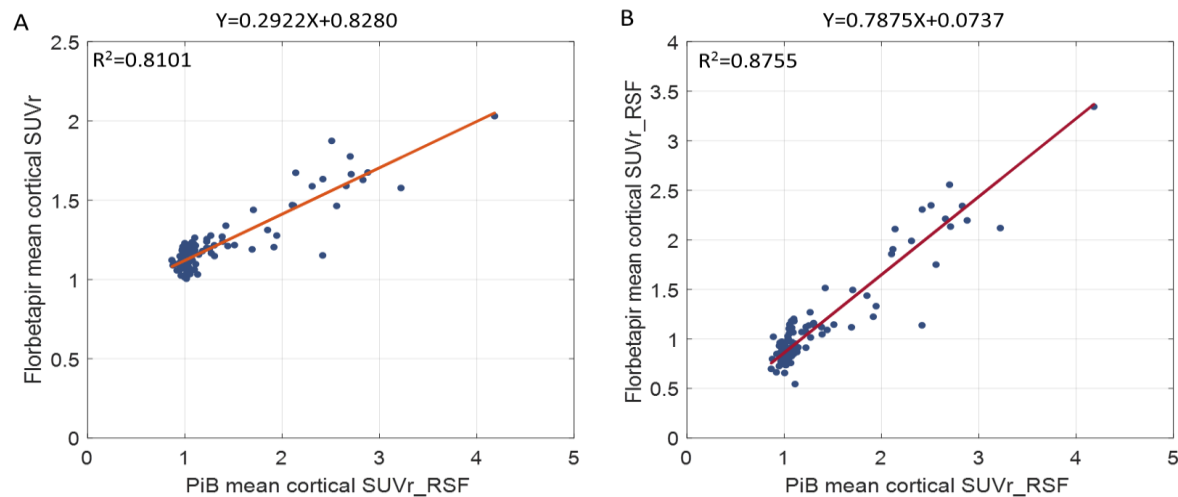 A
Y=0.2922X+0.8280
R²=0.8101
2.5
2
1.5
1
0.5
0
0
1
2
3
4
5
Florbetapir mean cortical SUVr
PiB mean cortical SUVr_RSF
B
Y=0.7875X+0.0737
R²=0.8755
4
3.5
3
2.5
2
1.5
1
0.5
0
0
1
2
3
4
5
Florbetapir mean cortical SUVr_RSF
PiB mean cortical SUVr_RSF